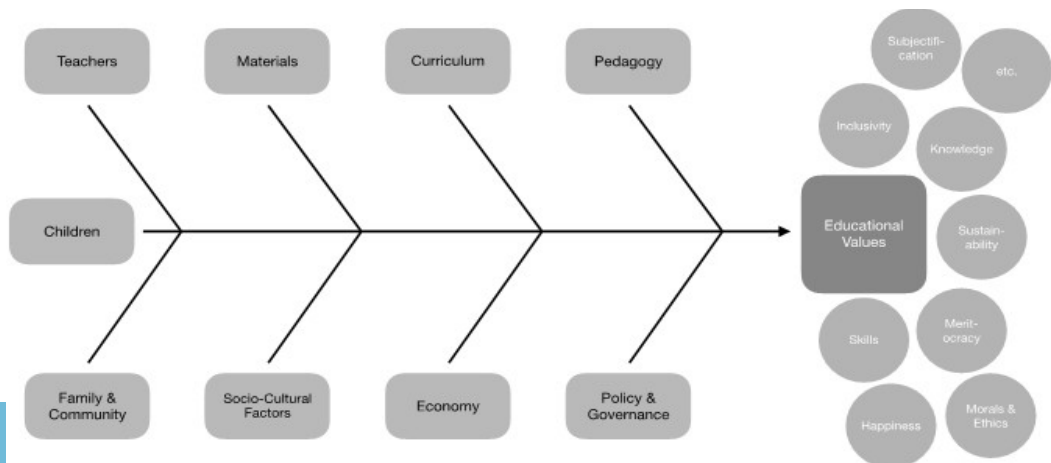 Teachers
Materials
Curriculum
Pedagogy
Children
Family &
Community
Socio-Cultural
Factors
Economy
Policy &
Governance
Educational
Values
Subjectifi-
cation
etc.
Inclusivity
Knowledge
Sustain-
ability
Skills
Merit-
ocracy
Happiness
Morals &
Ethics